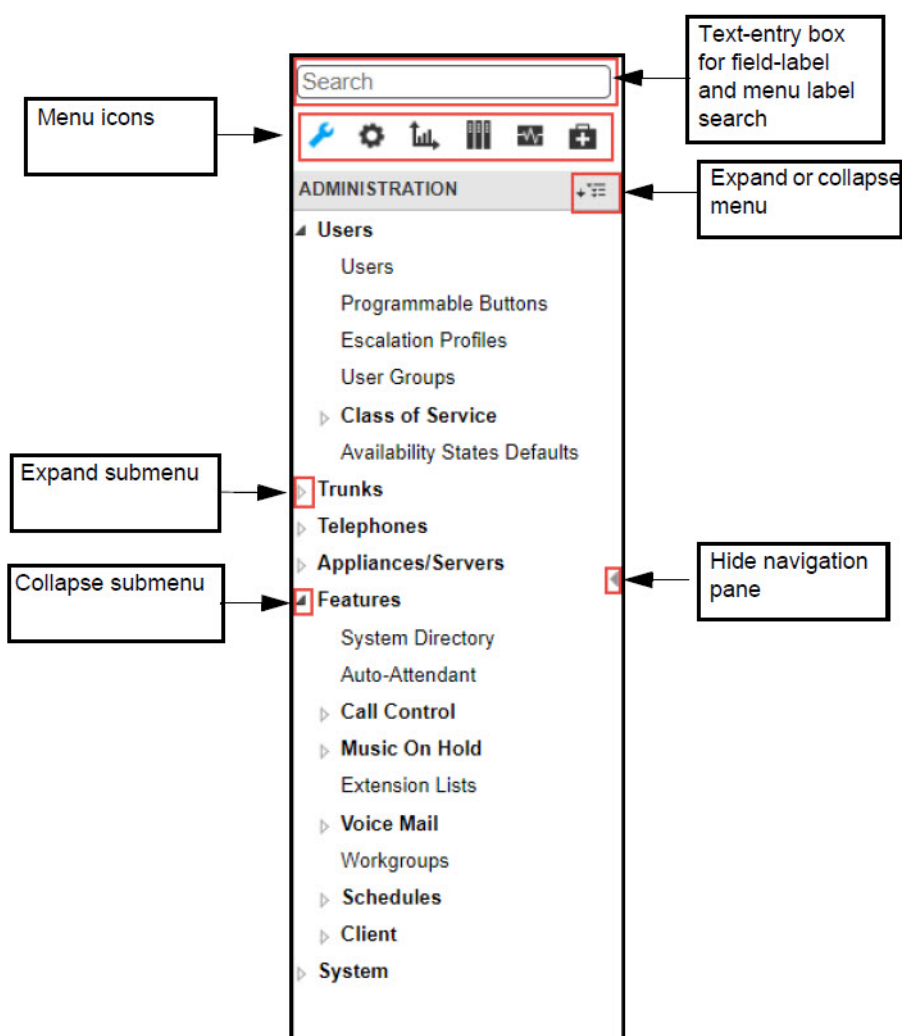 Text-entry box
for field-label
and menu label
search
Search
Menu icons
ADMINISTRATION
Expand or collapse
menu
Users
Users
Programmable Buttons
Escalation Profiles
User Groups
Class of Service
Availability States Defaults
Expand submenu
Trunks
Telephones
Appliances/Servers
Hide navigation
pane
Collapse submenu
Features
System Directory
Auto-Attendant
Call Control
Music On Hold
Extension Lists
Voice Mail
Workgroups
Schedules
Client
System